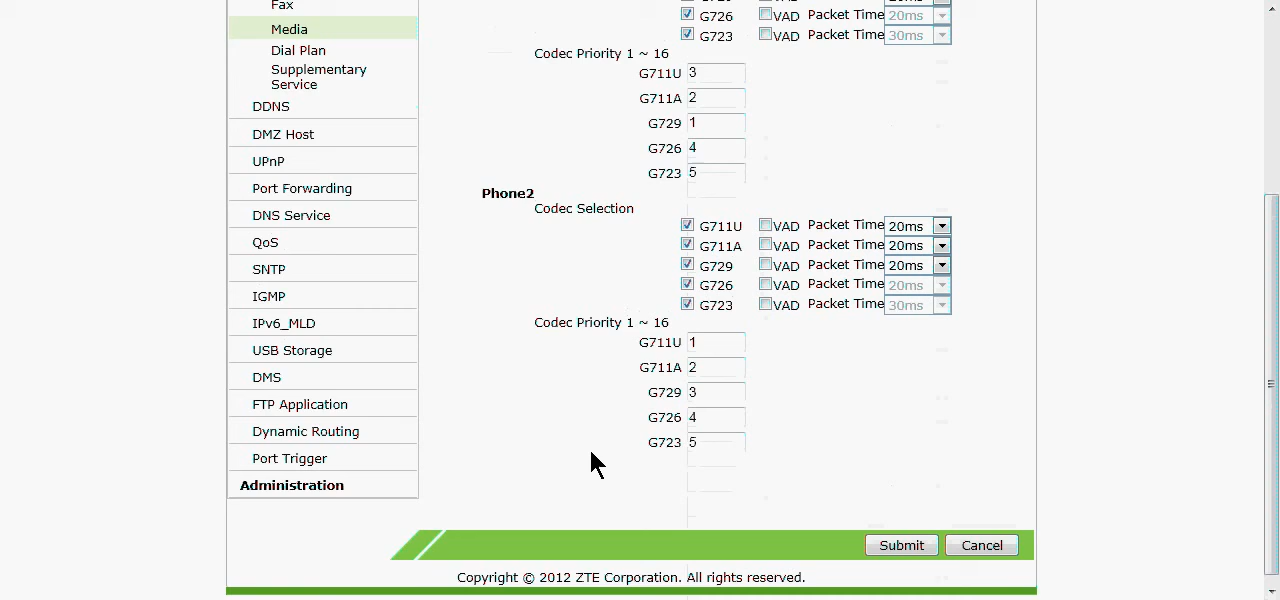 Fax
Media
Dial Plan
Supplementary
Service
DDNS
DMZ Host
UPnP
Port Forwarding
DNS Service
QoS
SNTP
IGMP
IPv6_MLD
USB Storage
DMS
FTP Application
Dynamic Routing
Port Trigger
Administration
G726 VAD Packet Time 20ms
G723 VAD Packet Time 30ms
Codec Priority 1 ~ 16
G711U 3
G711A 2
G729 1
G726 4
G723 5
Phone2
Codec Selection
G711U VAD Packet Time 20ms
G711A VAD Packet Time 20ms
G729 VAD Packet Time 20ms
G726 VAD Packet Time 20ms
G723 VAD Packet Time 30ms
Codec Priority 1 ~ 16
G711U 1
G711A 2
G729 3
G726 4
G723 5
Submit Cancel
Copyright © 2012 ZTE Corporation. All rights reserved.